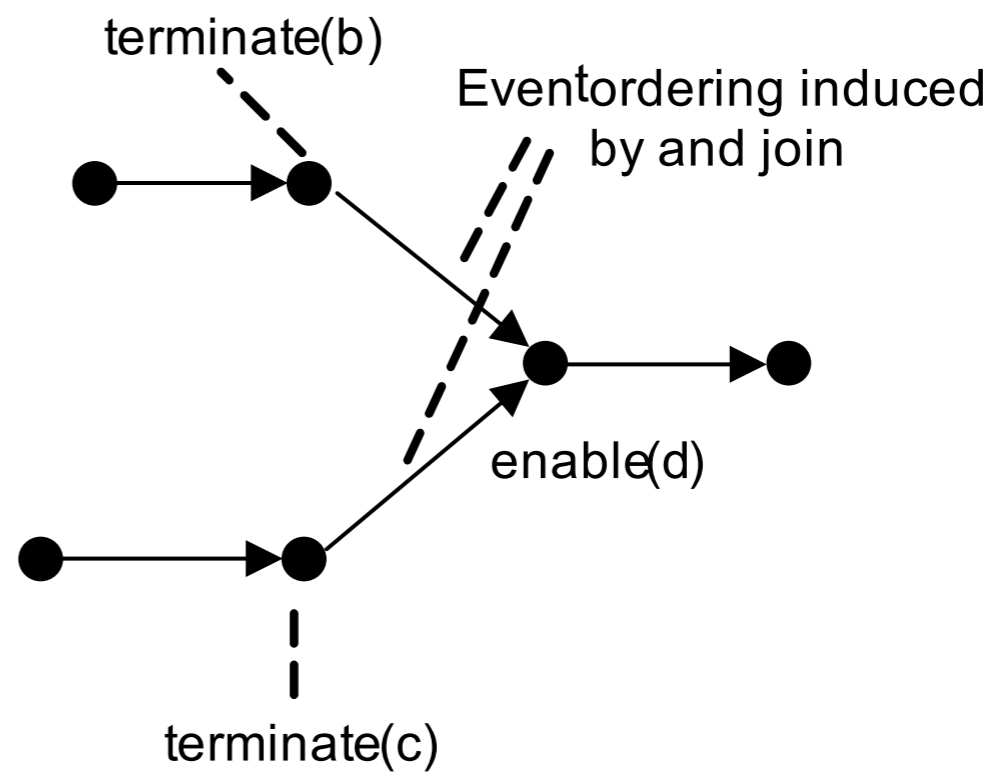 terminate(b)
Eventordering induced
by and join
enable(d)
terminate(c)